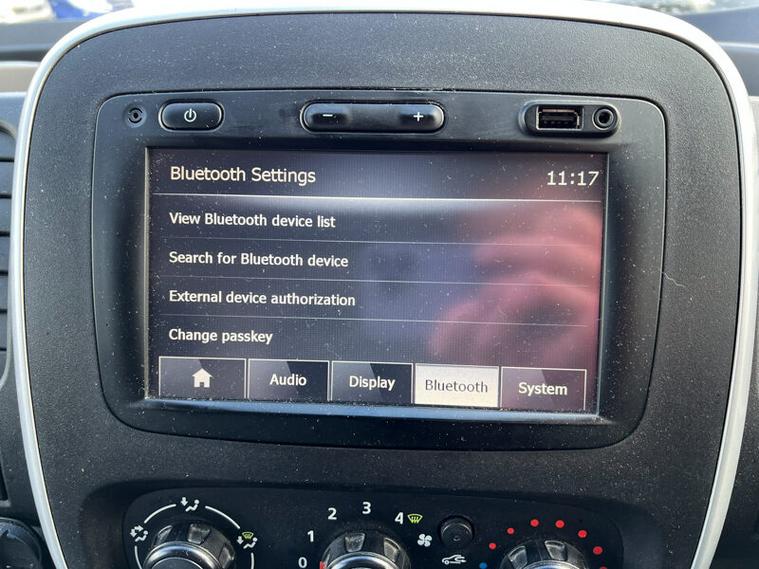 − +
Bluetooth Settings 11:17
View Bluetooth device list
Search for Bluetooth device
External device authorization
Change passkey
Audio Display Bluetooth System
0 1 2 3 4